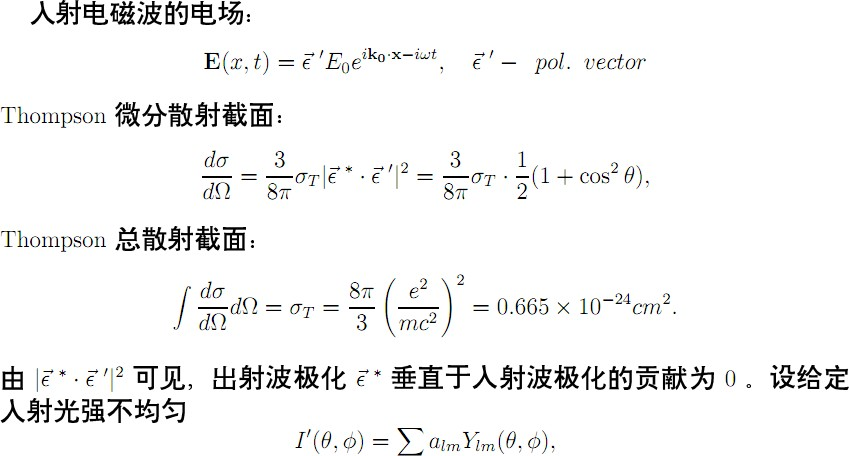 入射电磁波的电场：
$\mathbf{E}(x,t) = \vec{\epsilon}\,' E_0 e^{i\mathbf{k_0}\cdot\mathbf{x}-i\omega t}, \quad \vec{\epsilon}\,' - \ pol. \ vector$
Thompson 微分散射截面：
$\frac{d\sigma}{d\Omega} = \frac{3}{8\pi}\sigma_T|\vec{\epsilon}\,^* \cdot \vec{\epsilon}\,'|^2 = \frac{3}{8\pi}\sigma_T \cdot \frac{1}{2}(1+\cos^2\theta),$
Thompson 总散射截面：
$\int \frac{d\sigma}{d\Omega}d\Omega = \sigma_T = \frac{8\pi}{3}\left(\frac{e^2}{mc^2}\right)^2 = 0.665 \times 10^{-24} cm^2.$
由 $|\vec{\epsilon}\,^* \cdot \vec{\epsilon}\,'|^2$ 可见，出射波极化 $\vec{\epsilon}\,^*$ 垂直于入射波极化的贡献为 0 。设给定
入射光强不均匀
$I'(\theta,\phi) = \sum a_{lm}Y_{lm}(\theta,\phi),$